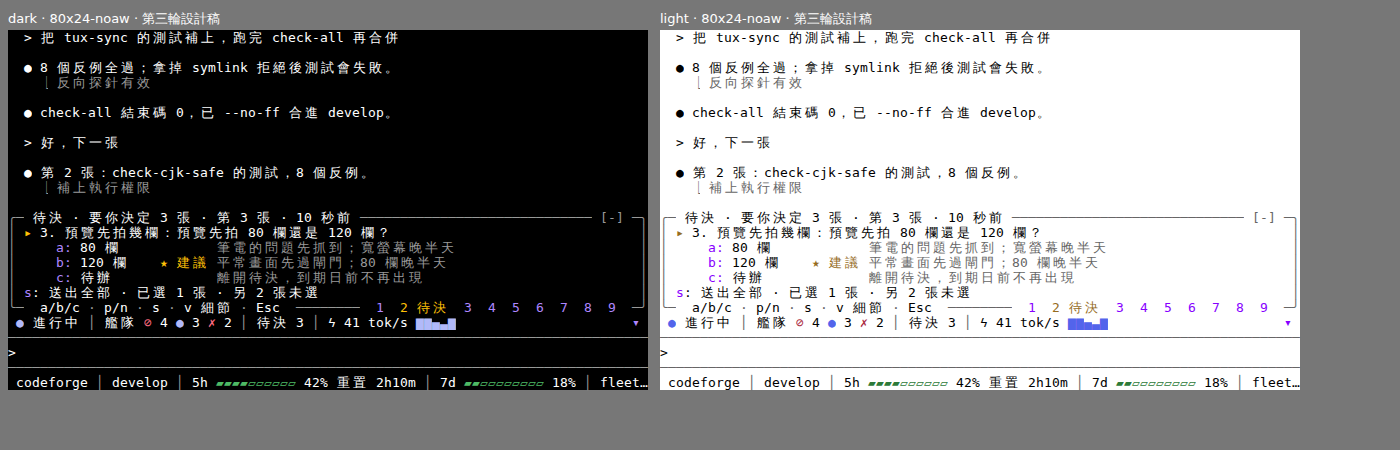 dark · 80x24-noaw · 第三輪設計稿
> 把 tux-sync 的測試補上，跑完 check-all 再合併
● 8 個反例全過；拿掉 symlink 拒絕後測試會失敗。
⎿ 反向探針有效
● check-all 結束碼 0，已 --no-ff 合進 develop。
> 好，下一張
● 第 2 張：check-cjk-safe 的測試，8 個反例。
⎿ 補上執行權限
待決 · 要你決定 3 張 · 第 3 張 · 10 秒前 [-]
▸ 3. 預覽先拍幾欄：預覽先拍 80 欄還是 120 欄？
a: 80 欄 筆電的問題先抓到；寬螢幕晚半天
b: 120 欄 ★ 建議 平常畫面先過閘門；80 欄晚半天
c: 待辦 離開待決，到期日前不再出現
s: 送出全部 · 已選 1 張 · 另 2 張未選
a/b/c · p/n · s · v 細節 · Esc 1 2 待決 3 4 5 6 7 8 9
● 進行中 │ 艦隊 ⊘ 4 ● 3 ✗ 2 │ 待決 3 │ ϟ 41 tok/s ▇▇▄▃▇ ▾
>
codeforge │ develop │ 5h ▰▰▰▰▱▱▱▱▱▱ 42% 重置 2h10m │ 7d ▰▰▱▱▱▱▱▱▱▱ 18% │ fleet…
light · 80x24-noaw · 第三輪設計稿
> 把 tux-sync 的測試補上，跑完 check-all 再合併
● 8 個反例全過；拿掉 symlink 拒絕後測試會失敗。
⎿ 反向探針有效
● check-all 結束碼 0，已 --no-ff 合進 develop。
> 好，下一張
● 第 2 張：check-cjk-safe 的測試，8 個反例。
⎿ 補上執行權限
待決 · 要你決定 3 張 · 第 3 張 · 10 秒前 [-]
▸ 3. 預覽先拍幾欄：預覽先拍 80 欄還是 120 欄？
a: 80 欄 筆電的問題先抓到；寬螢幕晚半天
b: 120 欄 ★ 建議 平常畫面先過閘門；80 欄晚半天
c: 待辦 離開待決，到期日前不再出現
s: 送出全部 · 已選 1 張 · 另 2 張未選
a/b/c · p/n · s · v 細節 · Esc 1 2 待決 3 4 5 6 7 8 9
● 進行中 │ 艦隊 ⊘ 4 ● 3 ✗ 2 │ 待決 3 │ ϟ 41 tok/s ▇▇▄▃▇ ▾
>
codeforge │ develop │ 5h ▰▰▰▰▱▱▱▱▱▱ 42% 重置 2h10m │ 7d ▰▰▱▱▱▱▱▱▱▱ 18% │ fleet…